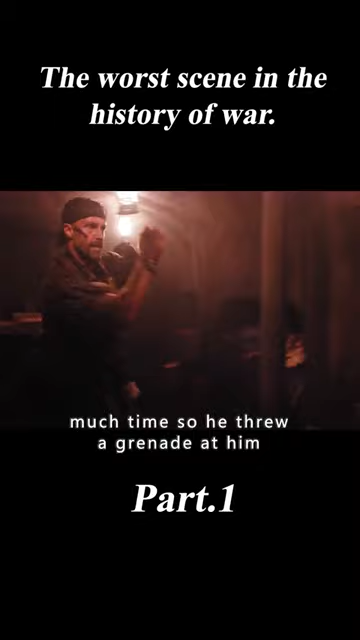 The worst scene in the
history of war.
much time so he threw
a grenade at him
Part.1